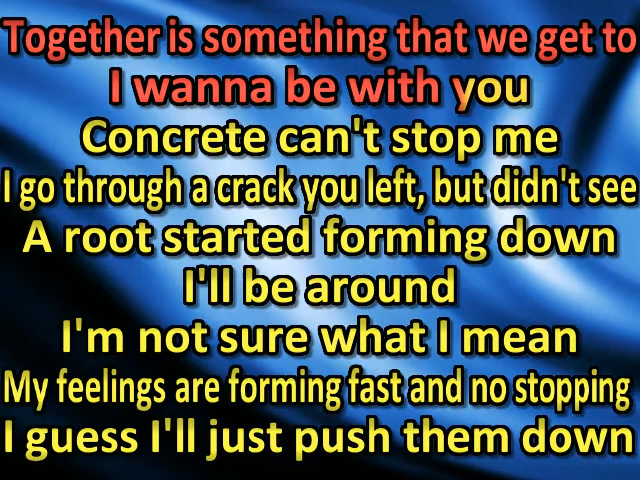 Together is something that we get to
I wanna be with you
Concrete can't stop me
I go through a crack you left, but didn't see
A root started forming down
I'll be around
I'm not sure what I mean
My feelings are forming fast and no stopping
I guess I'll just push them down